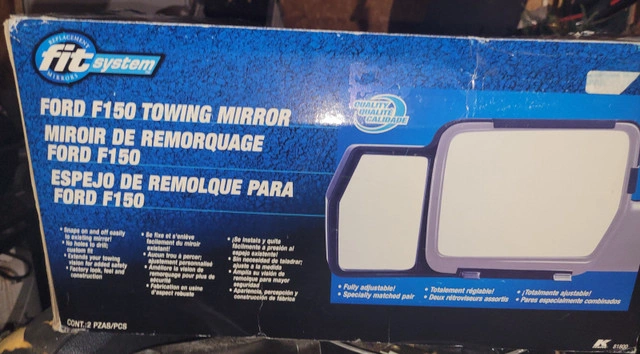 REPLACEMENT
fit system
MIRRORS
FORD F150 TOWING MIRROR
MIROIR DE REMORQUAGE
FORD F150
ESPEJO DE REMOLQUE PARA
FORD F150
QUALITY
QUALITÉ
CALIDADE
• Snaps on and off easily
to existing mirror!
• No holes to drill;
custom fit
• Extends your towing
vision for added safety
• Factory look, feel and
construction
• Se fixe et s'enlève
facilement du miroir
existant!
• Aucun trou à percer;
ajustement personnalisé
• Améliore la vision de
remorquage pour plus de
sécurité
• Fabrication en usine
d'aspect robuste
• ¡Se instala y quita
fácilmente a presión al
espejo existente!
• Sin necesidad de taladrar;
ajuste a la medida
• Amplía su visión de
remolque para mayor
seguridad
• Apariencia, percepción y
construcción de fábrica
• Fully adjustable!
• Specially matched pair
• Totalement réglable!
• Deux rétroviseurs assortis
• ¡Totalmente ajustable!
• Pares especialmente combinados
CONT.:2 PZAS/PCS
K
81800